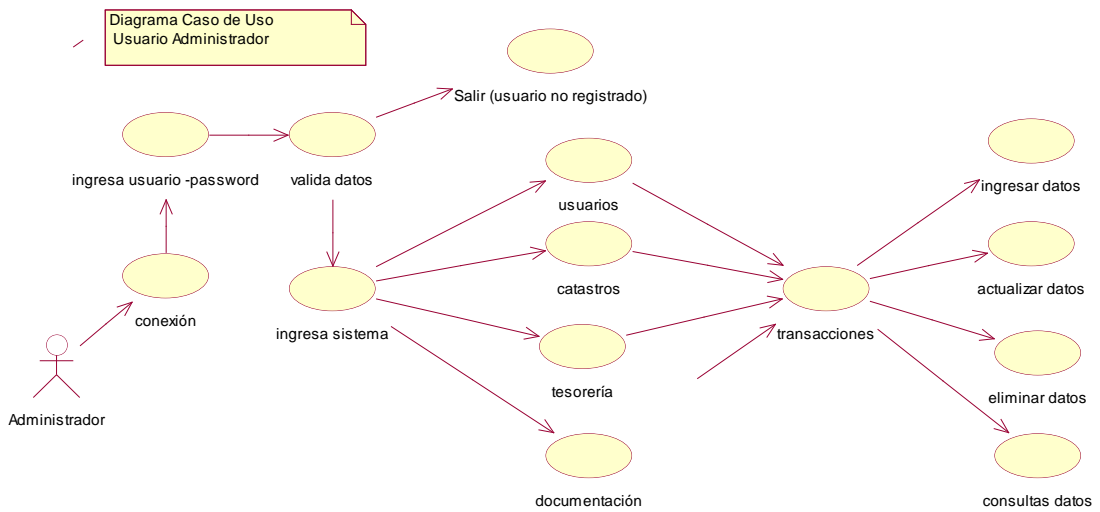 Diagrama Caso de Uso
Usuario Administrador
Salir (usuario no registrado)
ingresa usuario -password
valida datos
usuarios
ingresar datos
conexión
ingresa sistema
catastros
transacciones
actualizar datos
tesorería
eliminar datos
Administrador
documentación
consultas datos